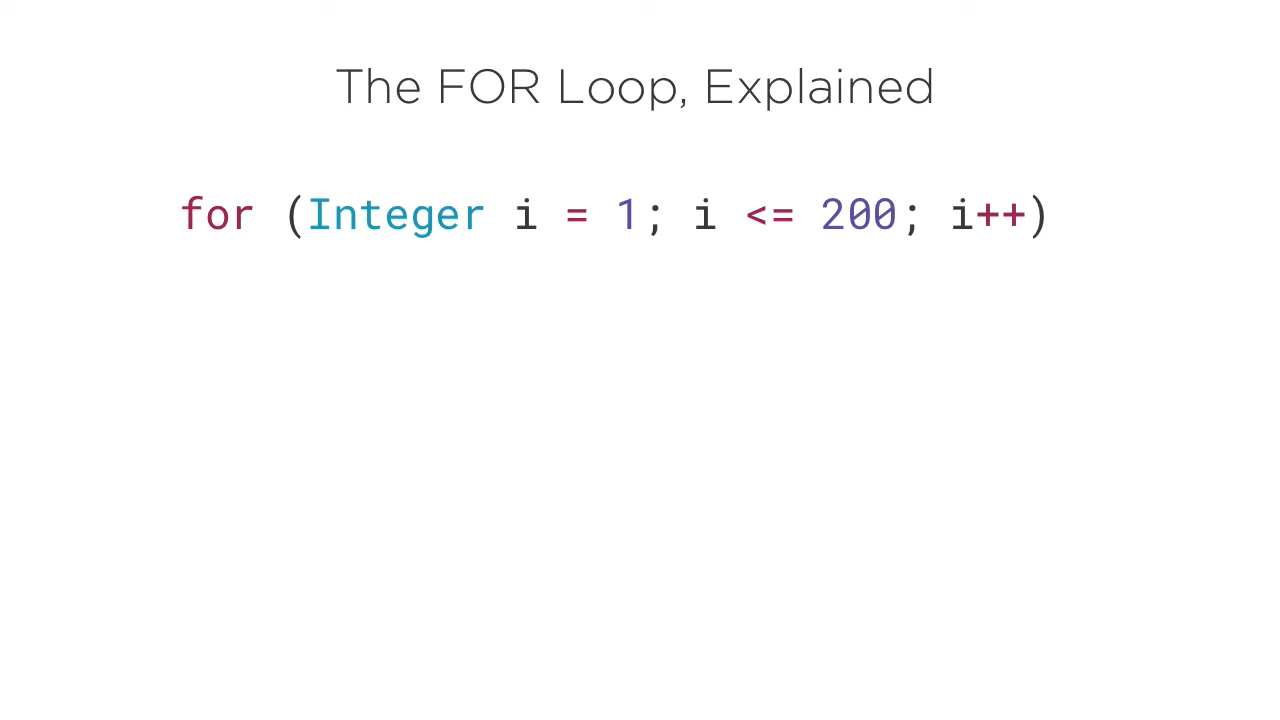 The FOR Loop, Explained
for (Integer i = 1; i <= 200; i++)